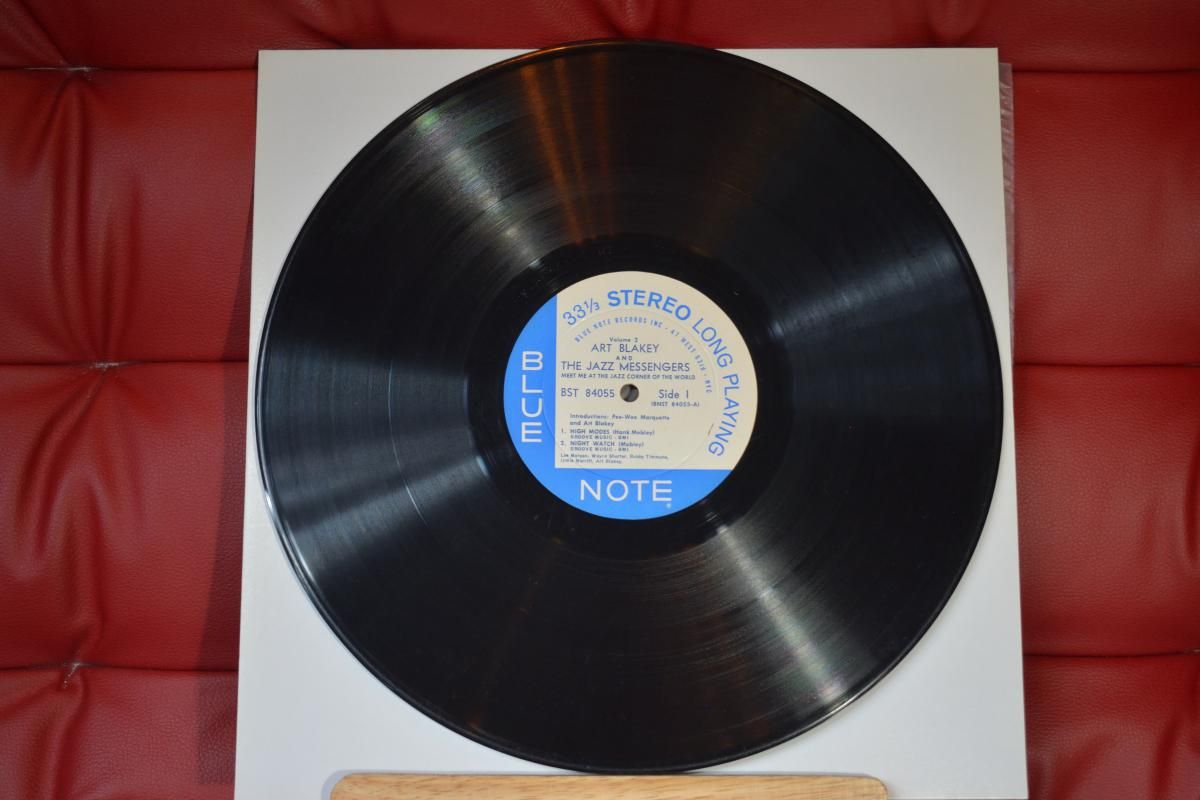 33⅓ STEREO LONG PLAYING
BLUE NOTE RECORDS INC · 47 WEST 63rd · NYC
Volume 2
ART BLAKEY
AND
THE JAZZ MESSENGERS
MEET ME AT THE JAZZ CORNER OF THE WORLD
BST 84055 Side 1
(BNST 84055-A)
Introductions: Pee-Wee Marquette
and Art Blakey
1. HIGH MODES (Hank Mobley)
GROOVE MUSIC - BMI
2. NIGHT WATCH (Mobley)
GROOVE MUSIC - BMI
Lee Morgan, Wayne Shorter, Bobby Timmons,
Jymie Merritt, Art Blakey
BLUE
NOTE
®